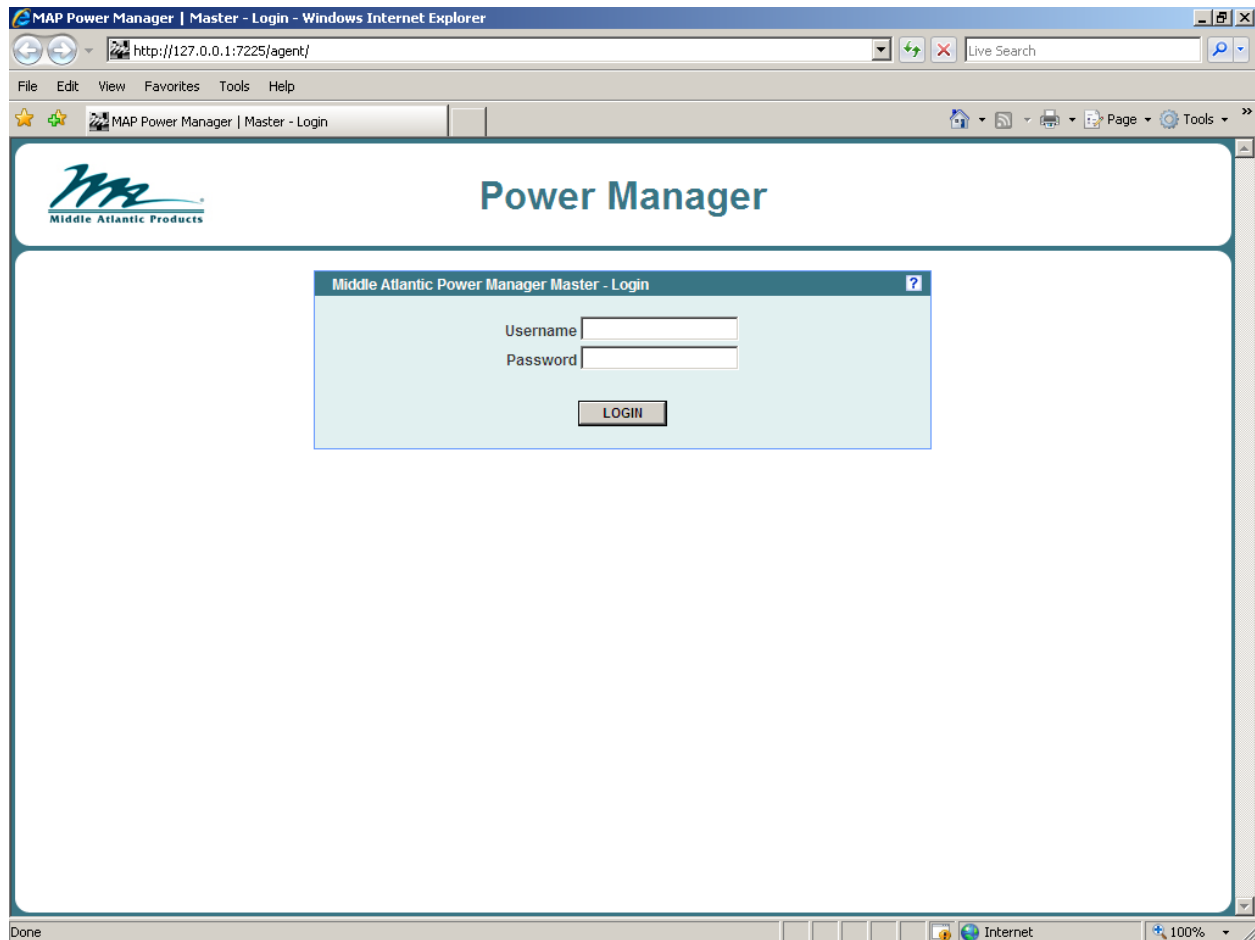 MAP Power Manager | Master - Login - Windows Internet Explorer
http://127.0.0.1:7225/agent/
Live Search
File Edit View Favorites Tools Help
MAP Power Manager | Master - Login
Page Tools »
Middle Atlantic Products
Power Manager
Middle Atlantic Power Manager Master - Login ?
Username
Password
LOGIN
Done Internet 100%